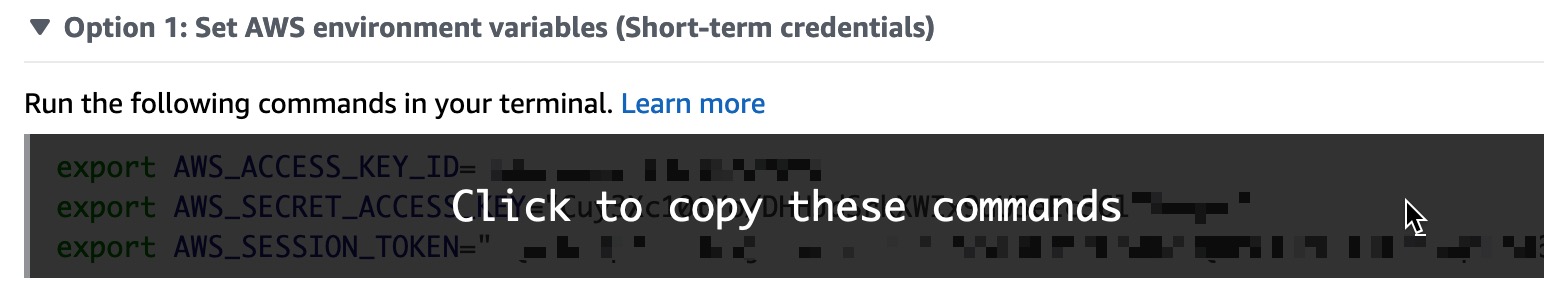 Option 1: Set AWS environment variables (Short-term credentials)
Run the following commands in your terminal. Learn more
export AWS_ACCESS_KEY_ID=
export AWS_SECRET_ACCESS_KEY=
Click to copy these commands
export AWS_SESSION_TOKEN="